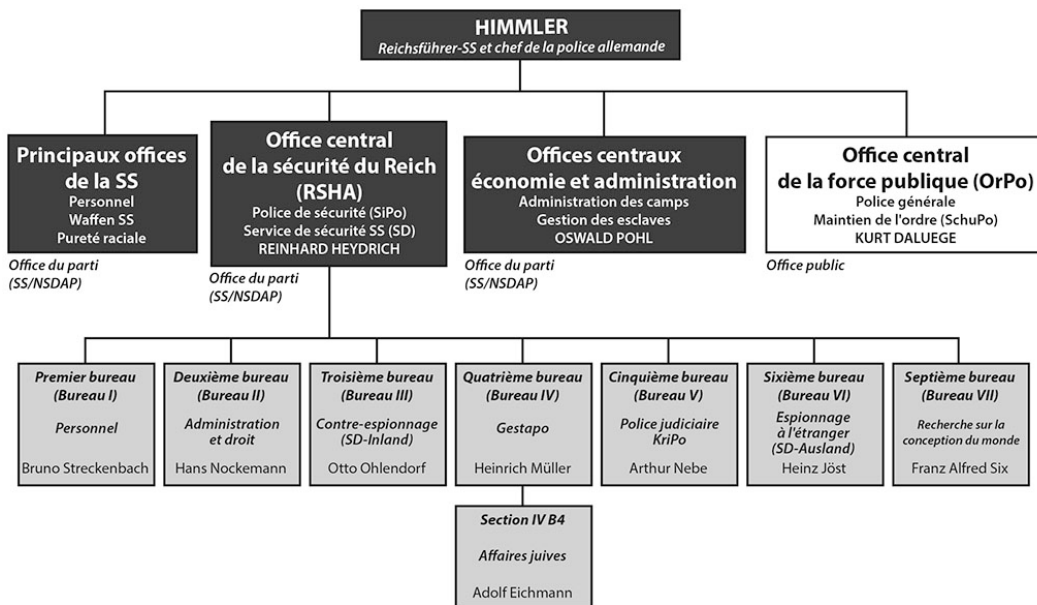 HIMMLER
Reichsführer-SS et chef de la police allemande
Principaux offices
de la SS
Personnel
Waffen SS
Pureté raciale
Office du parti
(SS/NSDAP)
Office central
de la sécurité du Reich
(RSHA)
Police de sécurité (SiPo)
Service de sécurité SS (SD)
REINHARD HEYDRICH
Office du parti
(SS/NSDAP)
Offices centraux
économie et administration
Administration des camps
Gestion des esclaves
OSWALD POHL
Office du parti
(SS/NSDAP)
Office central
de la force publique (OrPo)
Police générale
Maintien de l'ordre (SchuPo)
KURT DALUEGE
Office public
Premier bureau
(Bureau I)
Personnel
Bruno Streckenbach
Deuxième bureau
(Bureau II)
Administration
et droit
Hans Nockemann
Troisième bureau
(Bureau III)
Contre-espionnage
(SD-Inland)
Otto Ohlendorf
Quatrième bureau
(Bureau IV)
Gestapo
Heinrich Müller
Cinquième bureau
(Bureau V)
Police judiciaire
KriPo
Arthur Nebe
Sixième bureau
(Bureau VI)
Espionnage
à l'étranger
(SD-Ausland)
Heinz Jöst
Septième bureau
(Bureau VII)
Recherche sur la
conception du monde
Franz Alfred Six
Section IV B4
Affaires juives
Adolf Eichmann